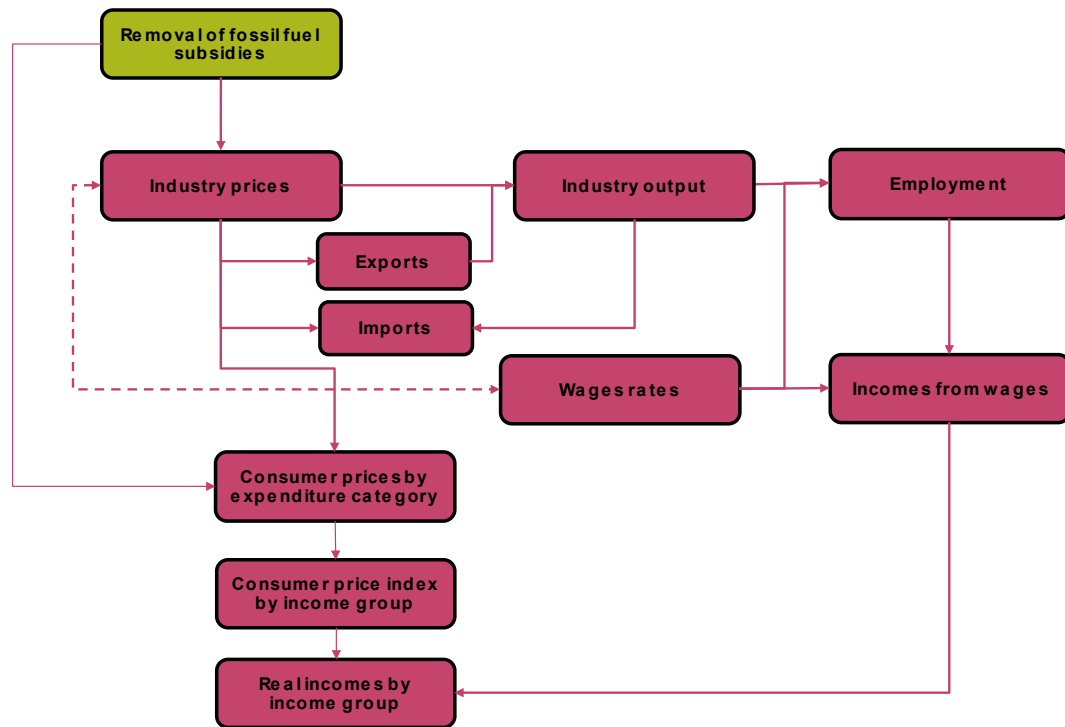 Removal of fossil fuel
subsidies
Industry prices
Industry output
Employment
Exports
Imports
Wages rates
Incomes from wages
Consumer prices by
expenditure category
Consumer price index
by income group
Real incomes by
income group